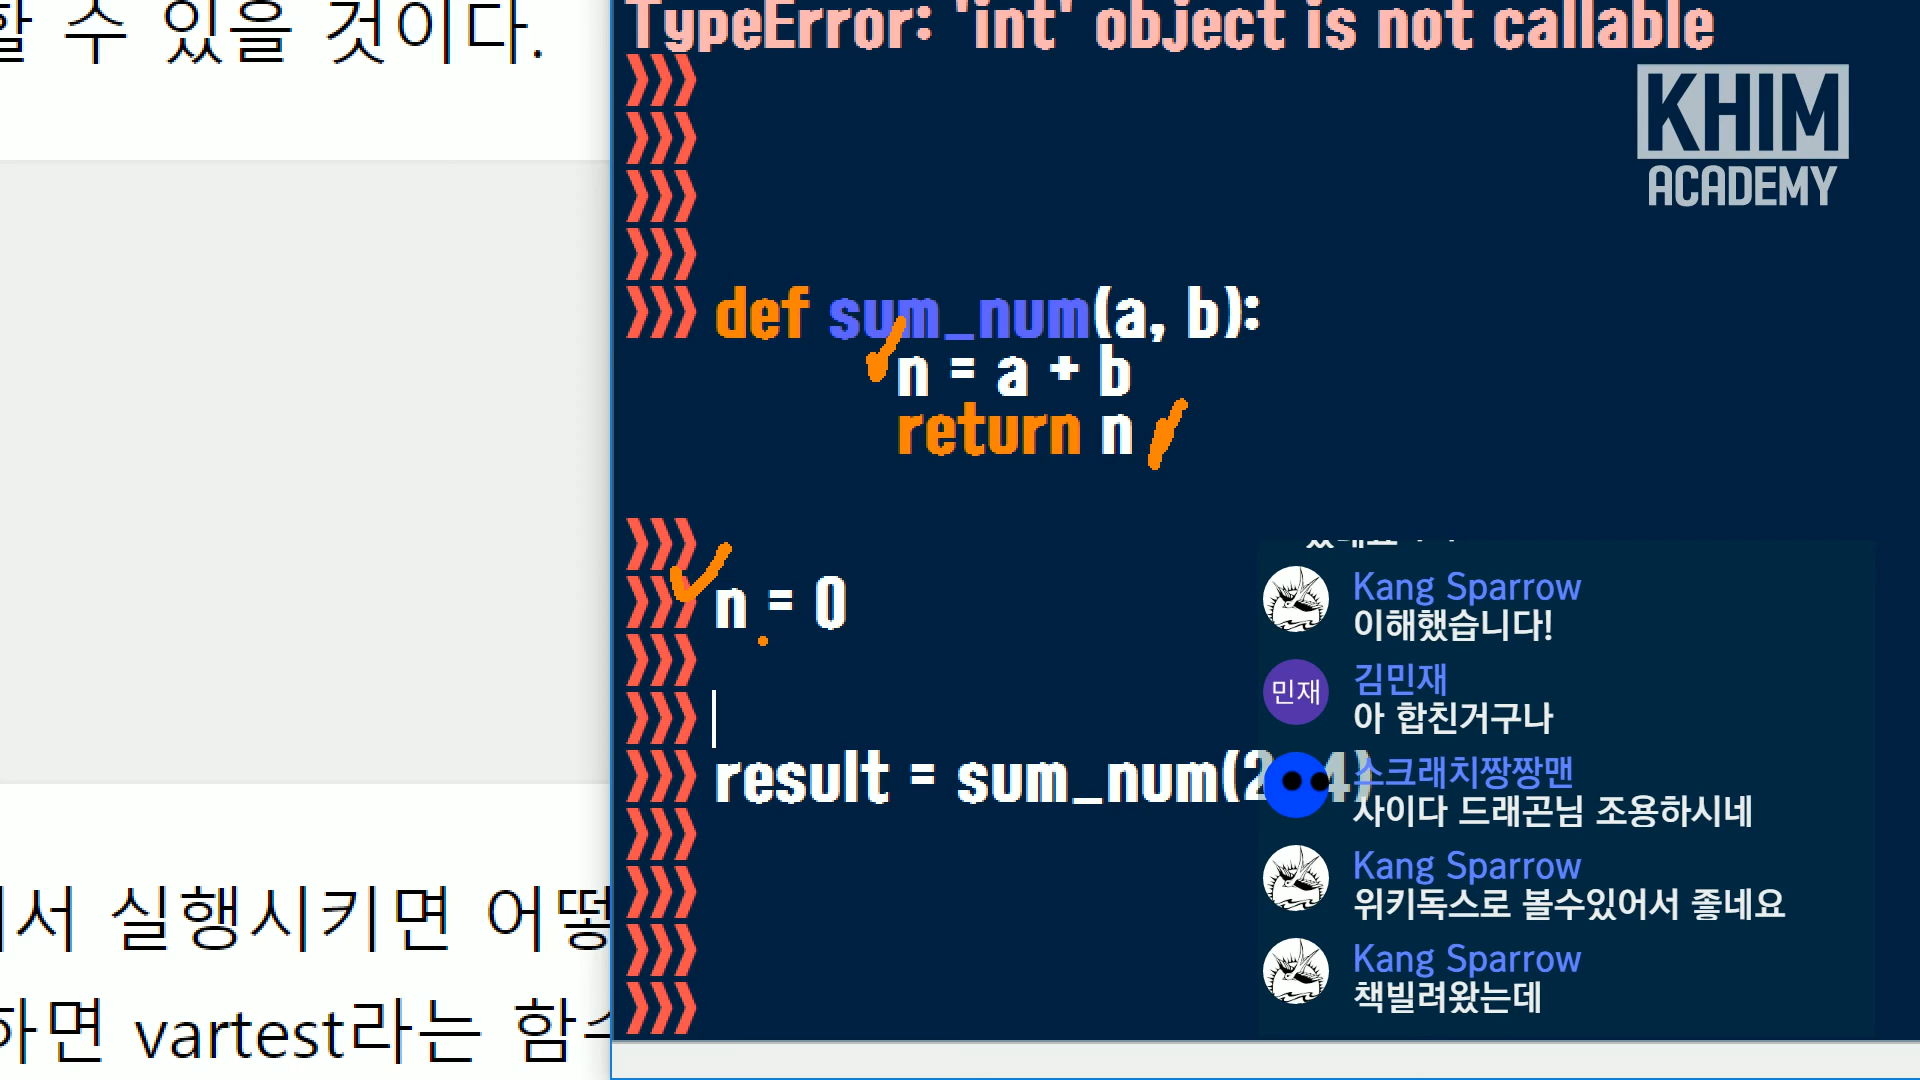 할 수 있을 것이다.
서 실행시키면 어떻
하면 vartest라는 함수
TypeError: 'int' object is not callable
>>>
>>>
>>>
>>>
>>> def sum_num(a, b):
n = a + b
return n
>>>
>>> n = 0
>>>
>>>
>>> result = sum_num(2, 4)
>>>
>>>
>>>
>>>
KHIM
ACADEMY
Kang Sparrow
이해했습니다!
민재
김민재
아 합친거구나
스크래치짱짱맨
사이다 드래곤님 조용하시네
Kang Sparrow
위키독스로 볼수있어서 좋네요
Kang Sparrow
책빌려왔는데